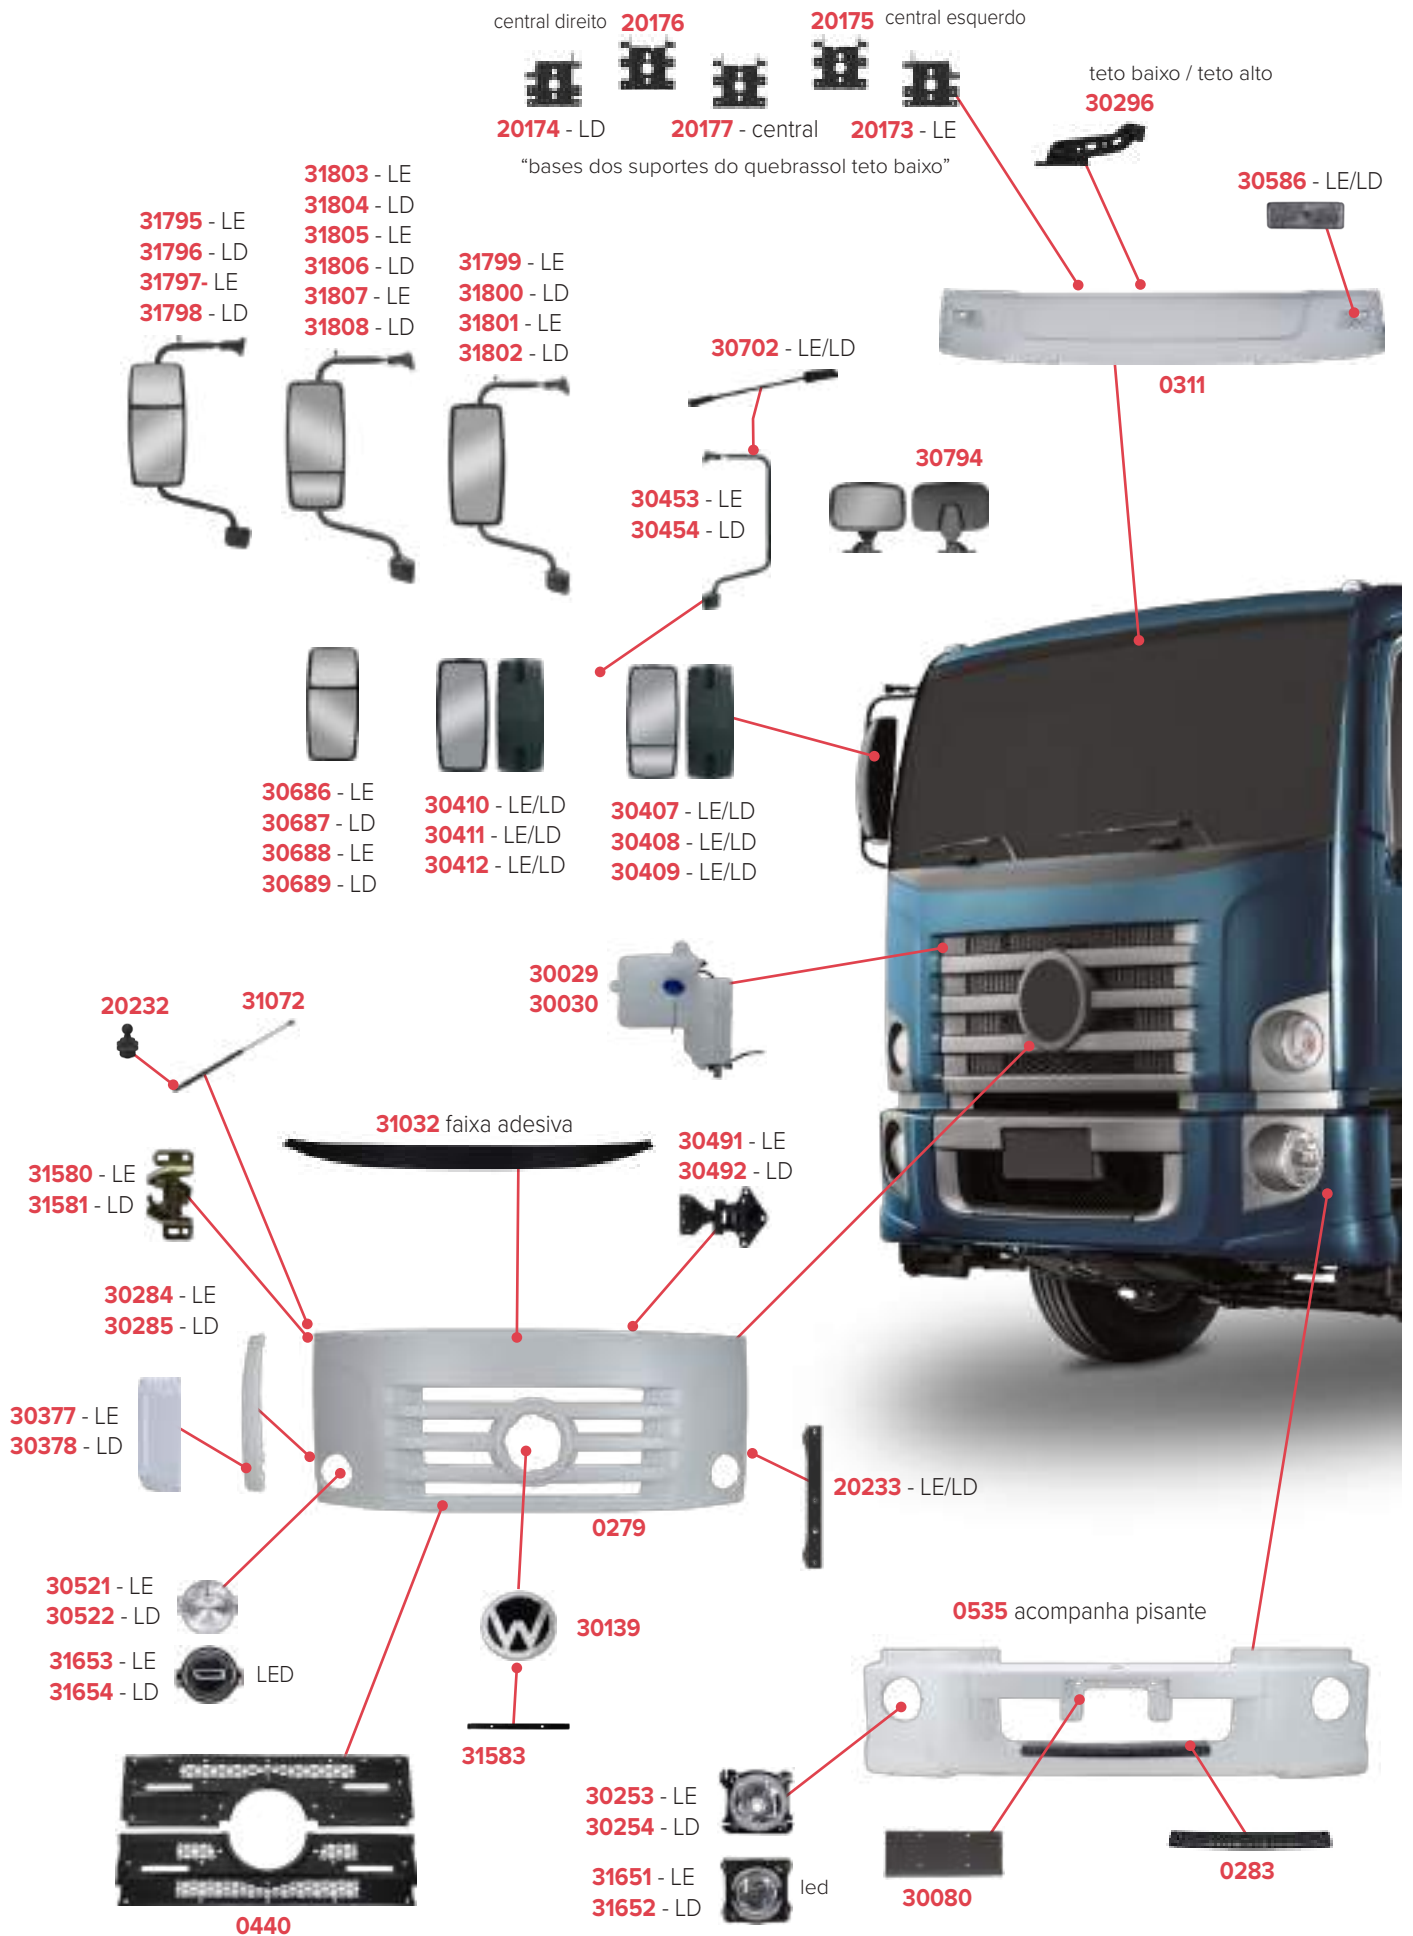 central direito 20176
20175 central esquerdo
20174 - LD
20177 - central
20173 - LE
"bases dos suportes do quebrassol teto baixo"
teto baixo / teto alto
30296
30586 - LE/LD
0311
31795 - LE
31796 - LD
31797- LE
31798 - LD
31803 - LE
31804 - LD
31805 - LE
31806 - LD
31807 - LE
31808 - LD
31799 - LE
31800 - LD
31801 - LE
31802 - LD
30702 - LE/LD
30453 - LE
30454 - LD
30794
30686 - LE
30687 - LD
30688 - LE
30689 - LD
30410 - LE/LD
30411 - LE/LD
30412 - LE/LD
30407 - LE/LD
30408 - LE/LD
30409 - LE/LD
30029
30030
20232
31072
31032 faixa adesiva
30491 - LE
30492 - LD
31580 - LE
31581 - LD
30284 - LE
30285 - LD
30377 - LE
30378 - LD
20233 - LE/LD
0279
30521 - LE
30522 - LD
31653 - LE
31654 - LD
LED
30139
31583
0440
0535 acompanha pisante
30253 - LE
30254 - LD
31651 - LE
31652 - LD
led
30080
0283